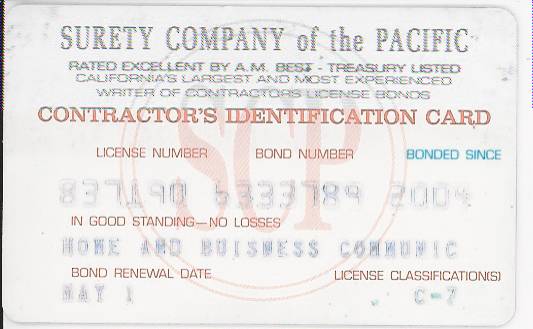 SURETY COMPANY of the PACIFIC
RATED EXCELLENT BY A.M. BEST - TREASURY LISTED
CALIFORNIA'S LARGEST AND MOST EXPERIENCED
WRITER OF CONTRACTORS LICENSE BONDS
CONTRACTOR'S IDENTIFICATION CARD
SCP
LICENSE NUMBER BOND NUMBER BONDED SINCE
837190 6333789 2004
IN GOOD STANDING—NO LOSSES
HOME AND BUISNESS COMMUNIC
BOND RENEWAL DATE LICENSE CLASSIFICATION(S)
MAY 1 C-7